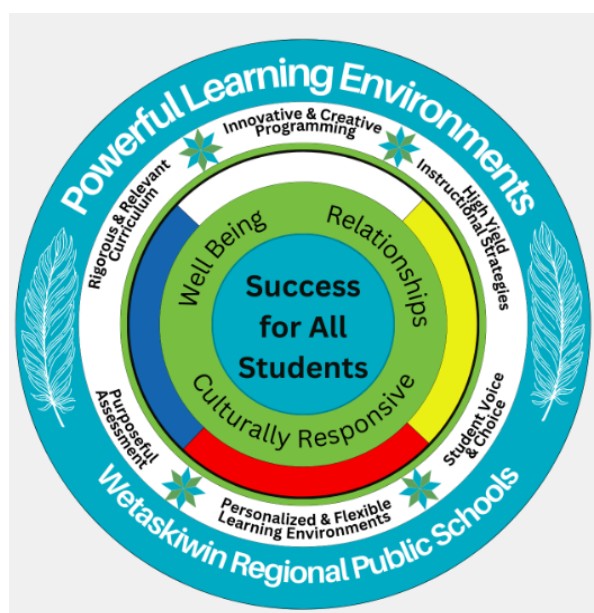 Powerful Learning Environments
Innovative & Creative
Programming
High Yield
Instructional Strategies
Student Voice
& Choice
Personalized & Flexible
Learning Environments
Purposeful
Assessment
Rigorous & Relevant
Curriculum
Well Being
Relationships
Culturally Responsive
Success
for All
Students
Wetaskiwin Regional Public Schools